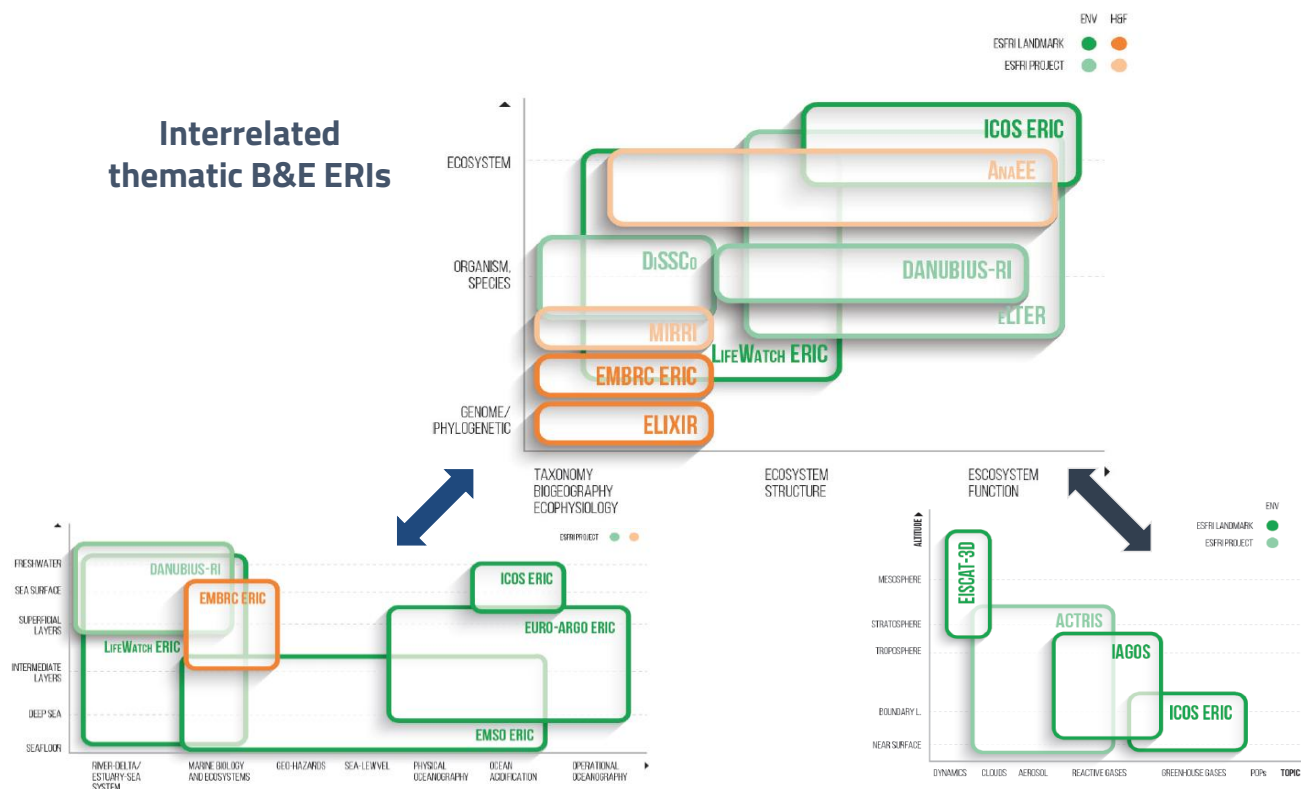 Interrelated
thematic B&E ERIs
ENV H&F
ESFRI LANDMARK
ESFRI PROJECT
ECOSYSTEM
ORGANISM,
SPECIES
GENOME/
PHYLOGENETIC
ICOS ERIC
ANAEE
DISSCO
DANUBIUS-RI
ELTER
MIRRI
LIFEWATCH ERIC
EMBRC ERIC
ELIXIR
TAXONOMY
BIOGEOGRAPHY
ECOPHYSIOLOGY
ECOSYSTEM
STRUCTURE
ESCOSYSTEM
FUNCTION
ESFRI PROJECT
FRESHWATER
SEA SURFACE
SUPERFICIAL
LAYERS
INTERMEDIATE
LAYERS
DEEP SEA
SEAFLOOR
DANUBIUS-RI
EMBRC ERIC
LIFEWATCH ERIC
ICOS ERIC
EURO-ARGO ERIC
EMSO ERIC
RIVER-DELTA/
ESTUARY-SEA
SYSTEM
MARINE BIOLOGY
AND ECOSYSTEMS
GEO-HAZARDS
SEA-LEWVEL
PHYSICAL
OCEANOGRAPHY
OCEAN
ACIDIFICATION
OPERATIONAL
OCEANOGRAPHY
ENV
ESFRI LANDMARK
ESFRI PROJECT
ALTITUDE
MESOSPHERE
STRATOSPHERE
TROPOSPHERE
BOUNDARY L.
NEAR SURFACE
EISCAT-3D
ACTRIS
IAGOS
ICOS ERIC
DYNAMICS CLOUDS AEROSOL REACTIVE GASES GREENHOUSE GASES POPs TOPIC